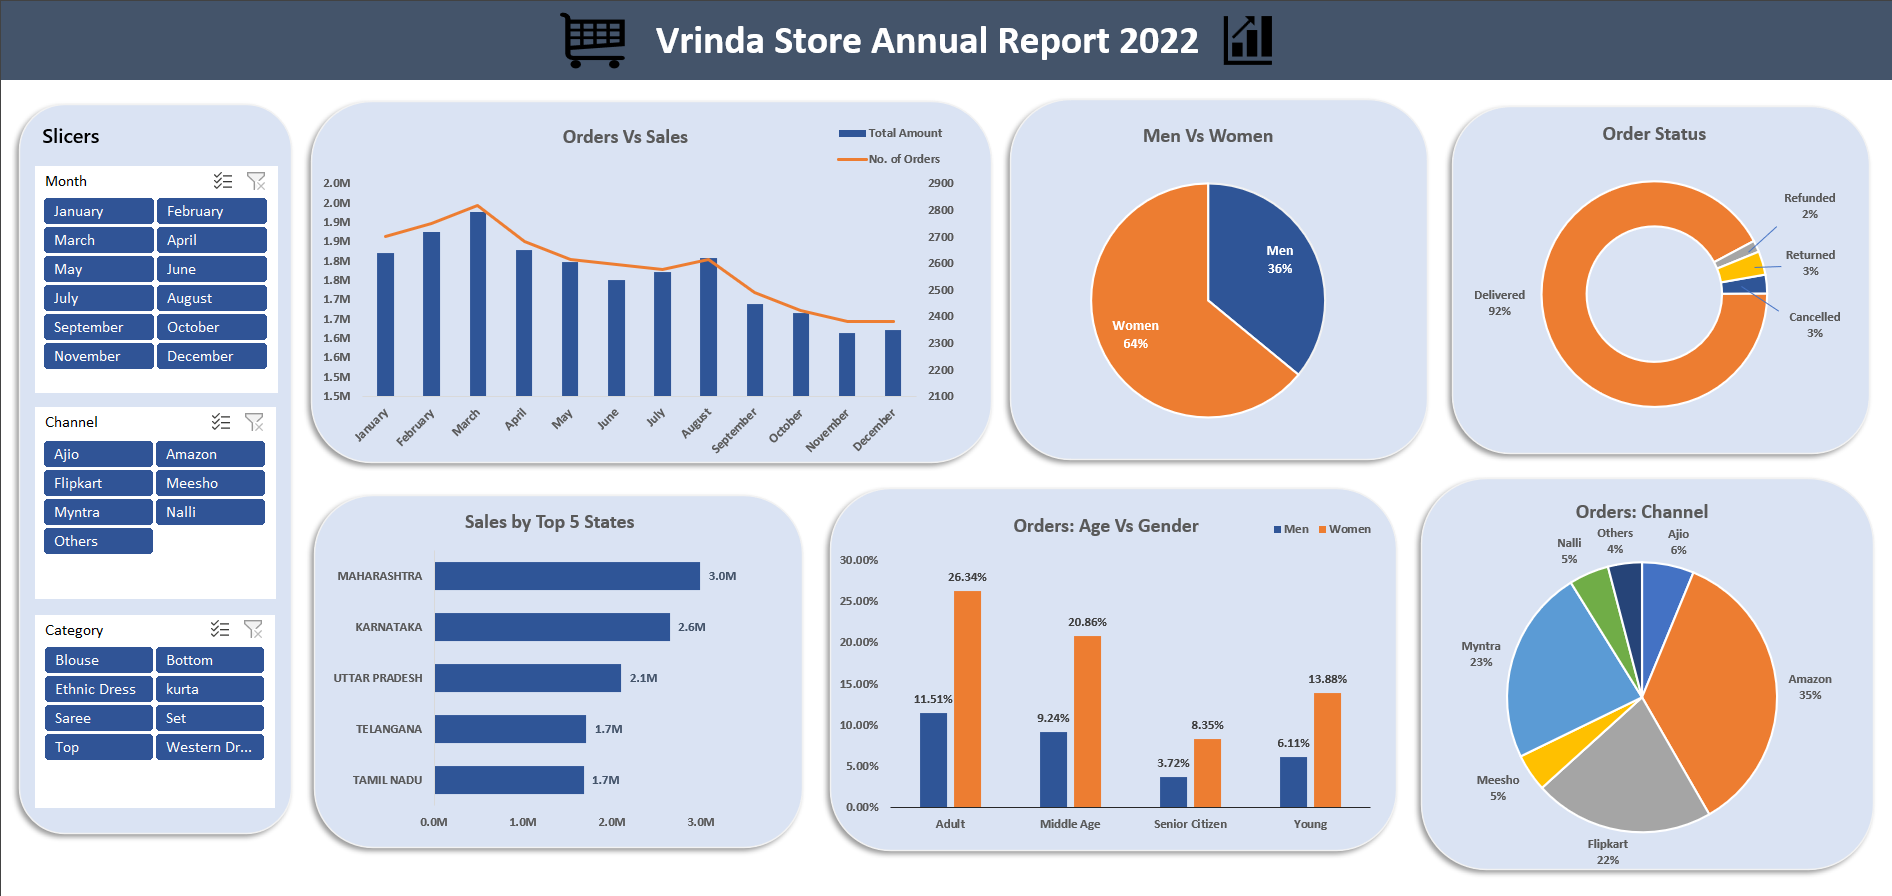 Vrinda Store Annual Report 2022
Slicers
Month
January
February
March
April
May
June
July
August
September
October
November
December
Channel
Ajio
Amazon
Flipkart
Meesho
Myntra
Nalli
Others
Category
Blouse
Bottom
Ethnic Dress
kurta
Saree
Set
Top
Western Dr...
Orders Vs Sales
Total Amount
No. of Orders
2.0M
2.0M
1.9M
1.9M
1.8M
1.8M
1.7M
1.7M
1.6M
1.6M
1.5M
1.5M
2900
2800
2700
2600
2500
2400
2300
2200
2100
January
February
March
April
May
June
July
August
September
October
November
December
Men Vs Women
Men
36%
Women
64%
Order Status
Refunded
2%
Returned
3%
Cancelled
3%
Delivered
92%
Sales by Top 5 States
MAHARASHTRA
3.0M
KARNATAKA
2.6M
UTTAR PRADESH
2.1M
TELANGANA
1.7M
TAMIL NADU
1.7M
0.0M
1.0M
2.0M
3.0M
Orders: Age Vs Gender
Men
Women
30.00%
25.00%
20.00%
15.00%
10.00%
5.00%
0.00%
11.51%
26.34%
9.24%
20.86%
3.72%
8.35%
6.11%
13.88%
Adult
Middle Age
Senior Citizen
Young
Orders: Channel
Ajio
6%
Amazon
35%
Flipkart
22%
Meesho
5%
Myntra
23%
Nalli
5%
Others
4%